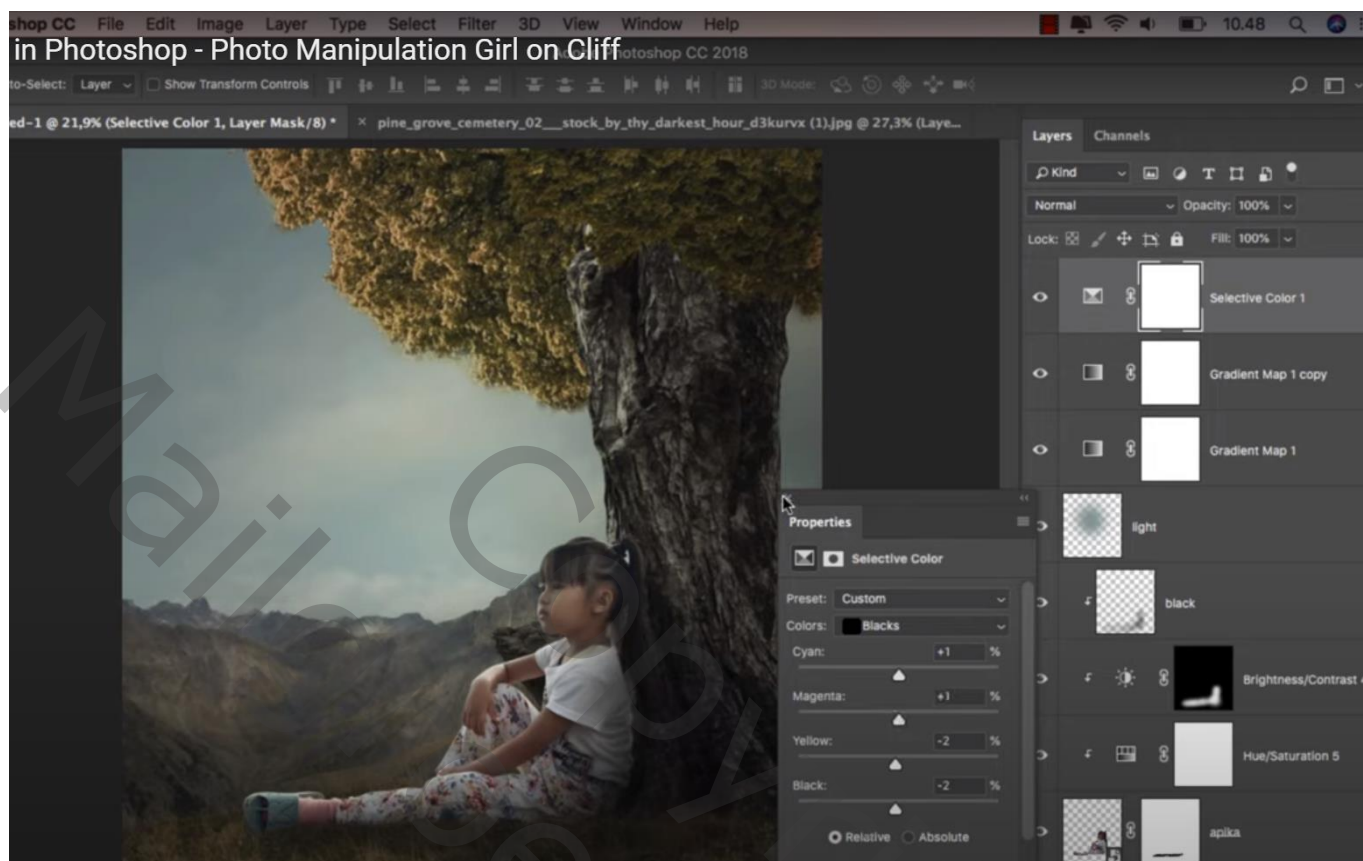 shop CC File Edit Image Layer Type Select Filter 3D View Window Help 10.48
in Photoshop - Photo Manipulation Girl on Cliff
Photoshop CC 2018
to-Select: Layer Show Transform Controls 3D Mode:
ed-1 @ 21,9% (Selective Color 1, Layer Mask/8) * × pine_grove_cemetery_02__stock_by_thy_darkest_hour_d3kurvx (1).jpg @ 27,3% (Laye...
Layers Channels
Kind
Normal Opacity: 100%
Lock: Fill: 100%
Selective Color 1
Gradient Map 1 copy
Gradient Map 1
light
black
Brightness/Contrast 4
Hue/Saturation 5
apika
Properties
Selective Color
Preset: Custom
Colors: Blacks
Cyan: +1 %
Magenta: +1 %
Yellow: -2 %
Black: -2 %
Relative Absolute